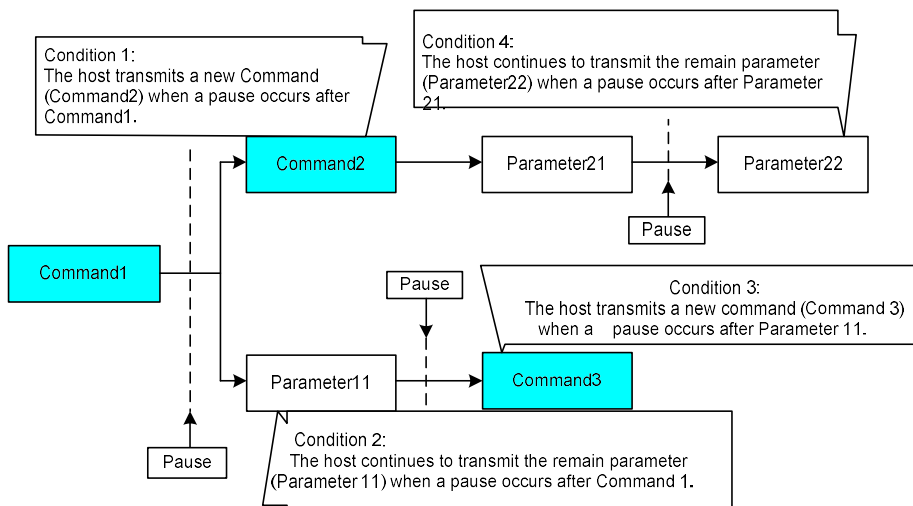 Condition 1:
The host transmits a new Command
(Command2) when a pause occurs after
Command1.
Condition 4:
The host continues to transmit the remain parameter
(Parameter22) when a pause occurs after Parameter
21.
Command2
Parameter21
Parameter22
Pause
Command1
Pause
Condition 3:
The host transmits a new command (Command 3)
when a pause occurs after Parameter 11.
Parameter11
Command3
Pause
Condition 2:
The host continues to transmit the remain parameter
(Parameter 11) when a pause occurs after Command 1.